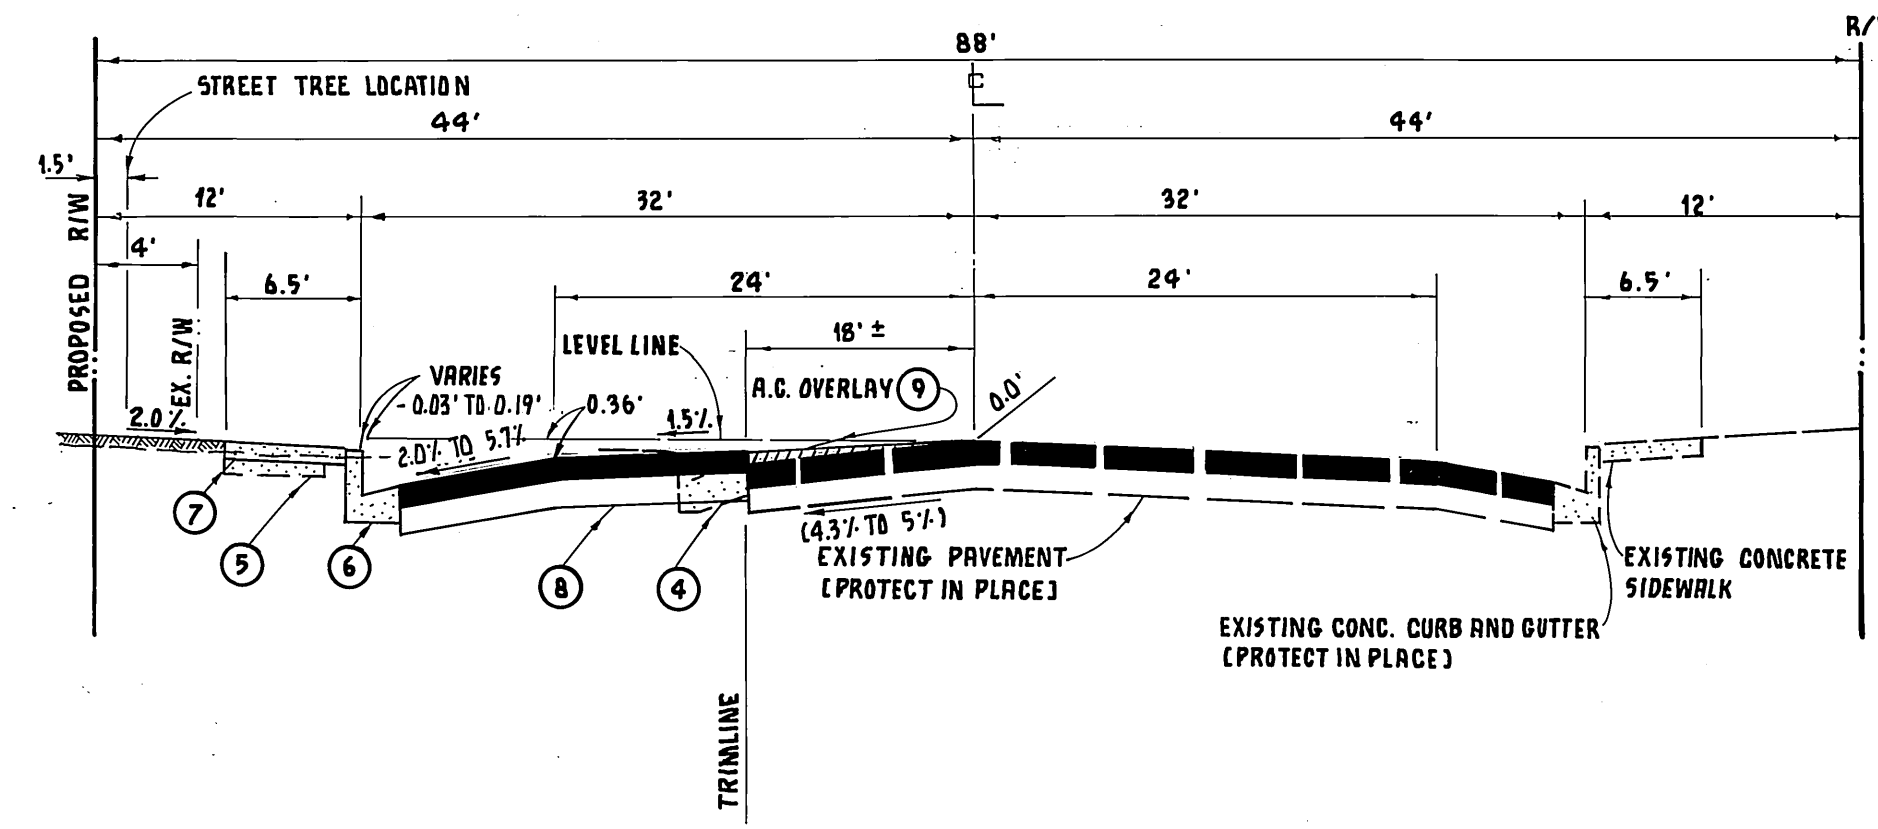 R/
88'
C
L
STREET TREE LOCATION
44'
44'
1.5'
12'
32'
32'
12'
PROPOSED R/W
4'
6.5'
24'
24'
6.5'
EX. R/W
18' ±
LEVEL LINE
VARIES
- 0.03' TO 0.19'
0.36'
A.C. OVERLAY 9
0.0'
2.0%
1.5%
2.0% TO 5.7%
(4.3% TO 5%)
7
5
6
8
4
EXISTING PAVEMENT
[PROTECT IN PLACE]
EXISTING CONCRETE
SIDEWALK
EXISTING CONC. CURB AND GUTTER
[PROTECT IN PLACE]
TRIMLINE